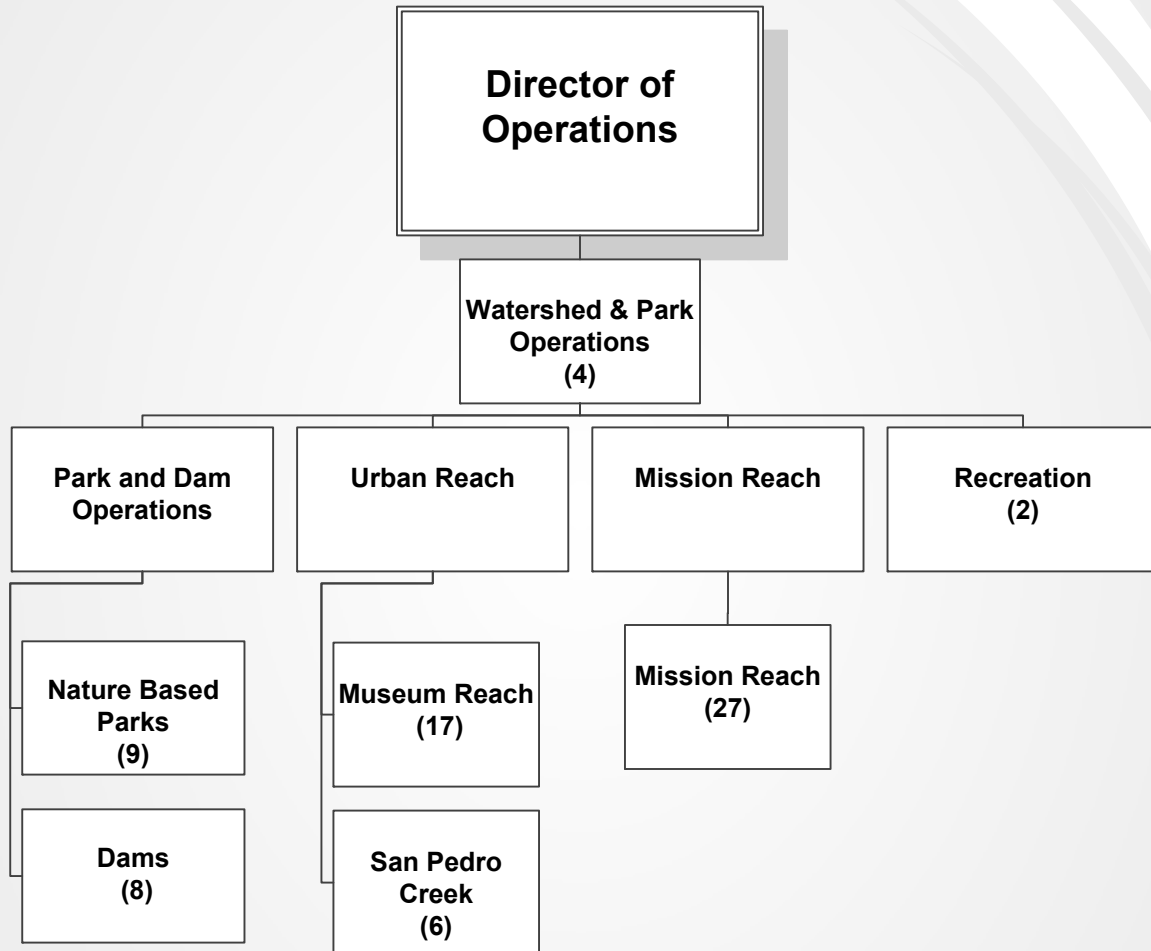 Director of
Operations
Watershed & Park
Operations
(4)
Park and Dam
Operations
Urban Reach
Mission Reach
Recreation
(2)
Nature Based
Parks
(9)
Museum Reach
(17)
Mission Reach
(27)
Dams
(8)
San Pedro
Creek
(6)